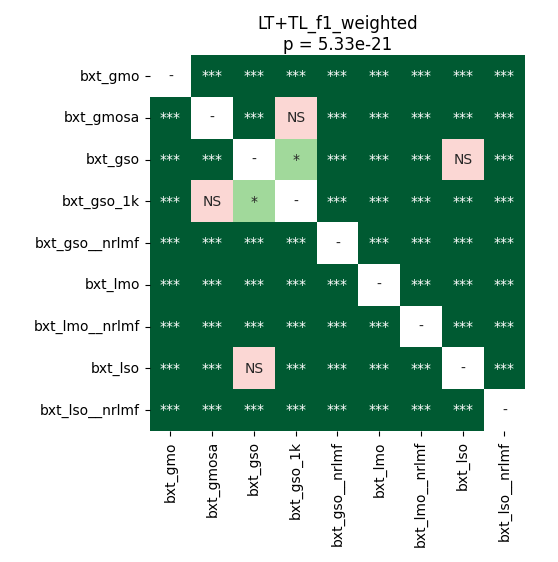 LT+TL_f1_weighted
p = 5.33e-21
bxt_gmo - *** *** *** *** *** *** *** ***
bxt_gmosa *** - *** NS *** *** *** *** ***
bxt_gso *** *** - * *** *** *** NS ***
bxt_gso_1k *** NS * - *** *** *** *** ***
bxt_gso__nrlmf *** *** *** *** - *** *** *** ***
bxt_lmo *** *** *** *** *** - *** *** ***
bxt_lmo__nrlmf *** *** *** *** *** *** - *** ***
bxt_lso *** *** NS *** *** *** *** - ***
bxt_lso__nrlmf *** *** *** *** *** *** *** *** -
bxt_gmo
bxt_gmosa
bxt_gso
bxt_gso_1k
bxt_gso__nrlmf
bxt_lmo
bxt_lmo__nrlmf
bxt_lso
bxt_lso__nrlmf